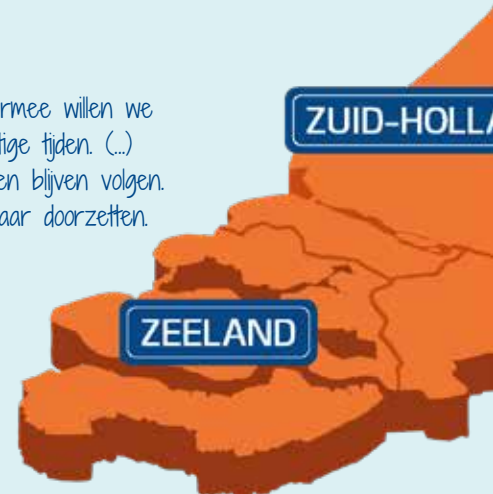 rmee willen we
tige tijden. (...)
en blijven volgen.
aar doorzetten.
ZUID-HOLLA
ZEELAND